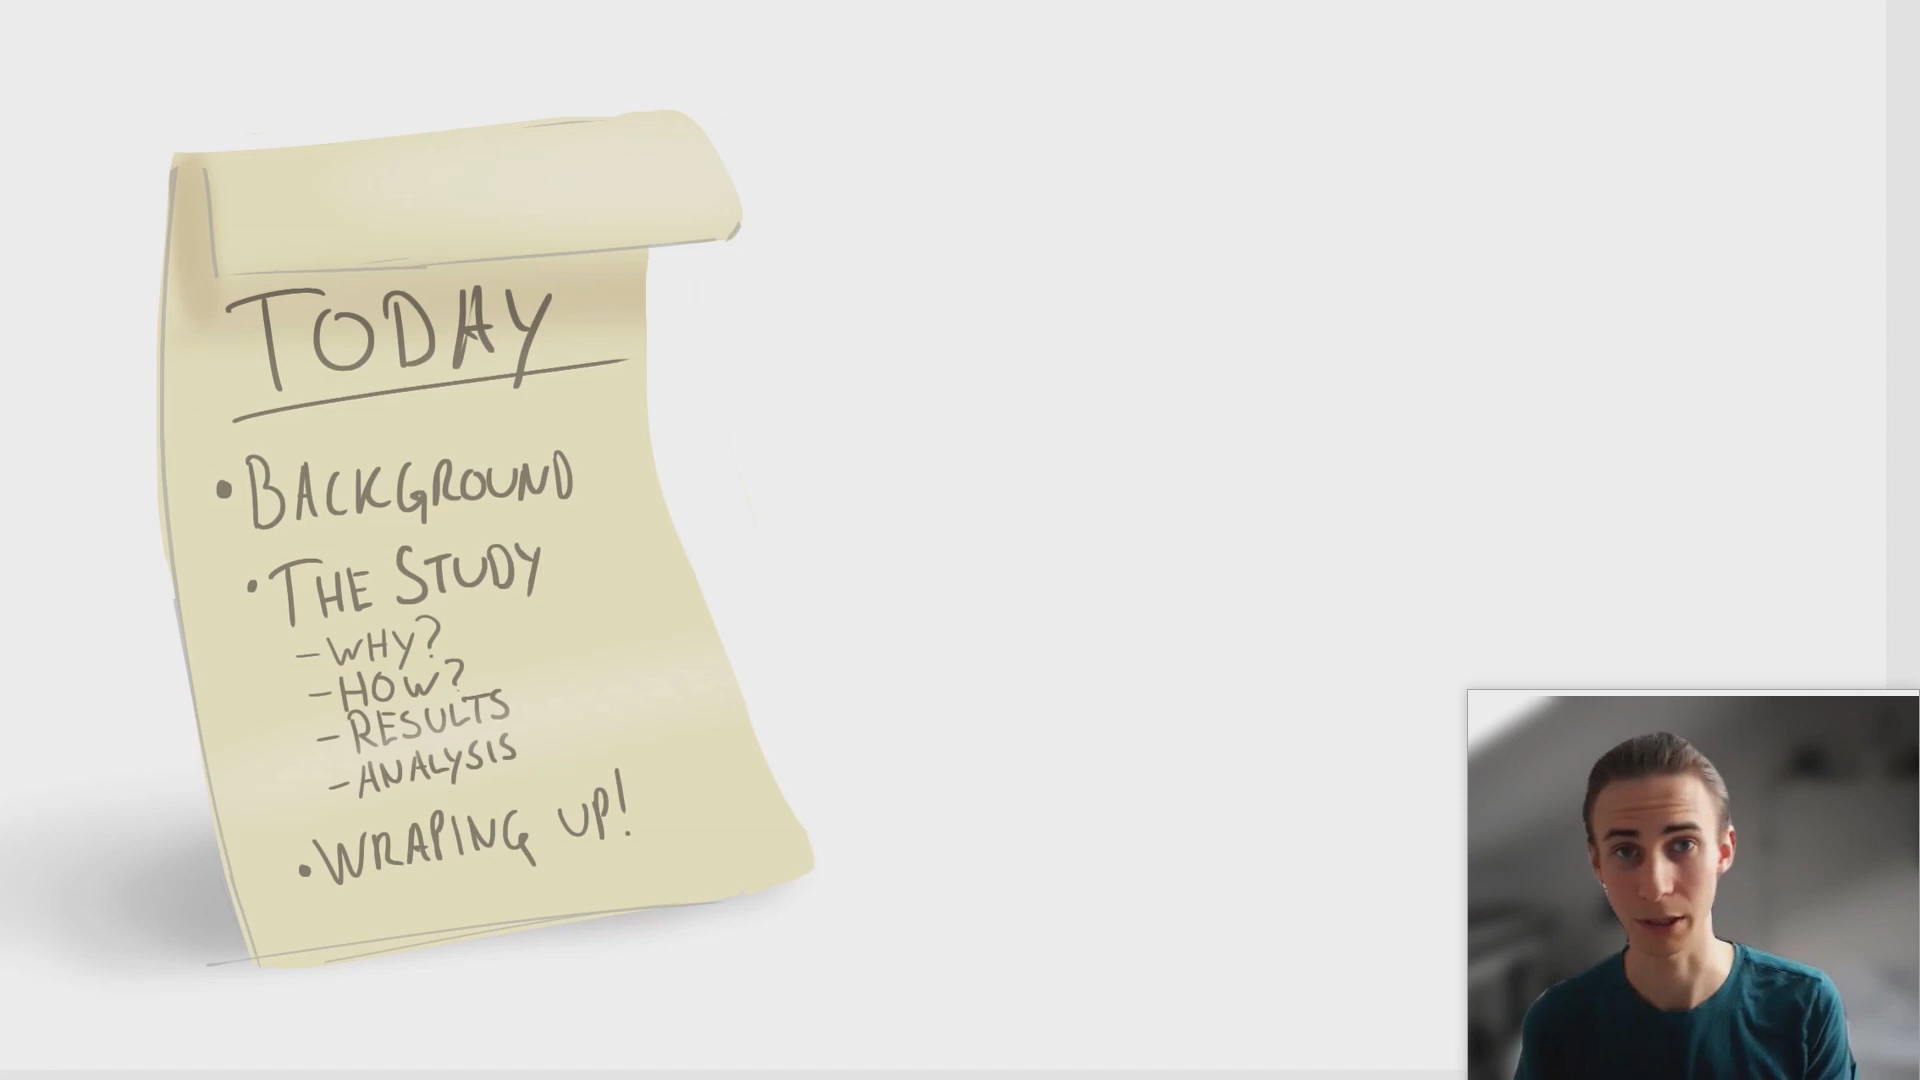 TODAY
• BACKGROUND
• THE STUDY
- WHY?
- HOW?
- RESULTS
- ANALYSIS
• WRAPING UP!